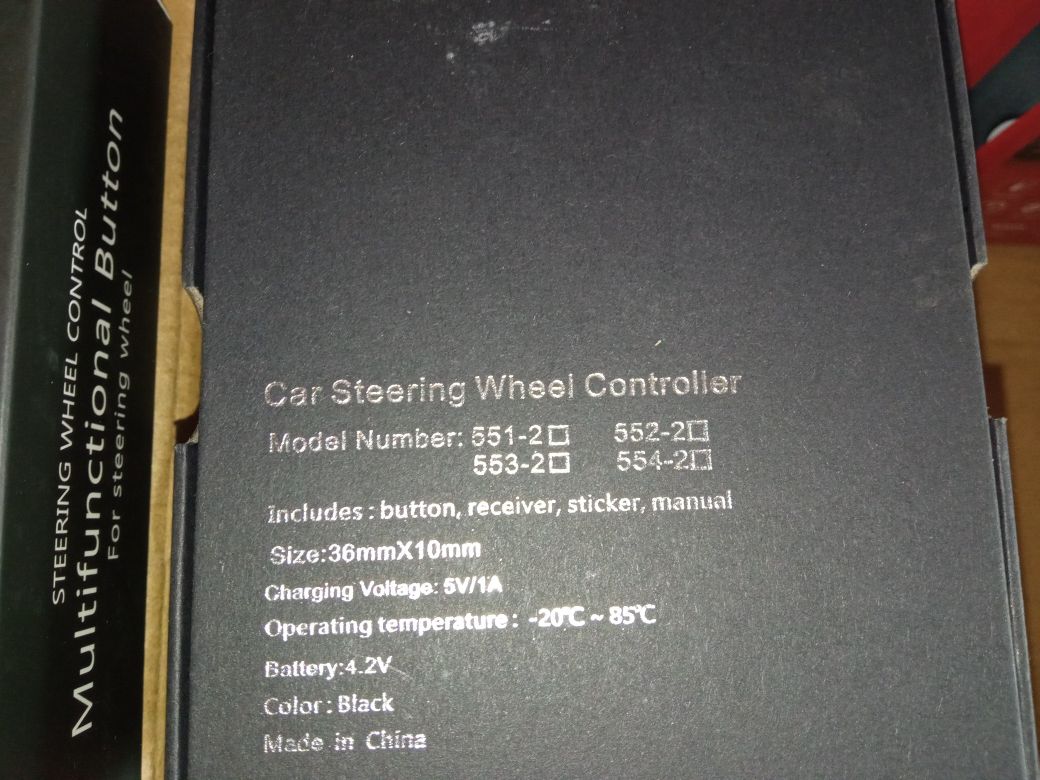 STEERING WHEEL CONTROL
Multifunctional Button
For steering wheel
Car Steering Wheel Controller
Model Number: 551-2□ 552-2□
553-2□ 554-2□
Includes : button, receiver, sticker, manual
Size:36mmX10mm
Charging Voltage: 5V/1A
Operating temperature : -20℃ ~ 85℃
Battery:4.2V
Color : Black
Made in China